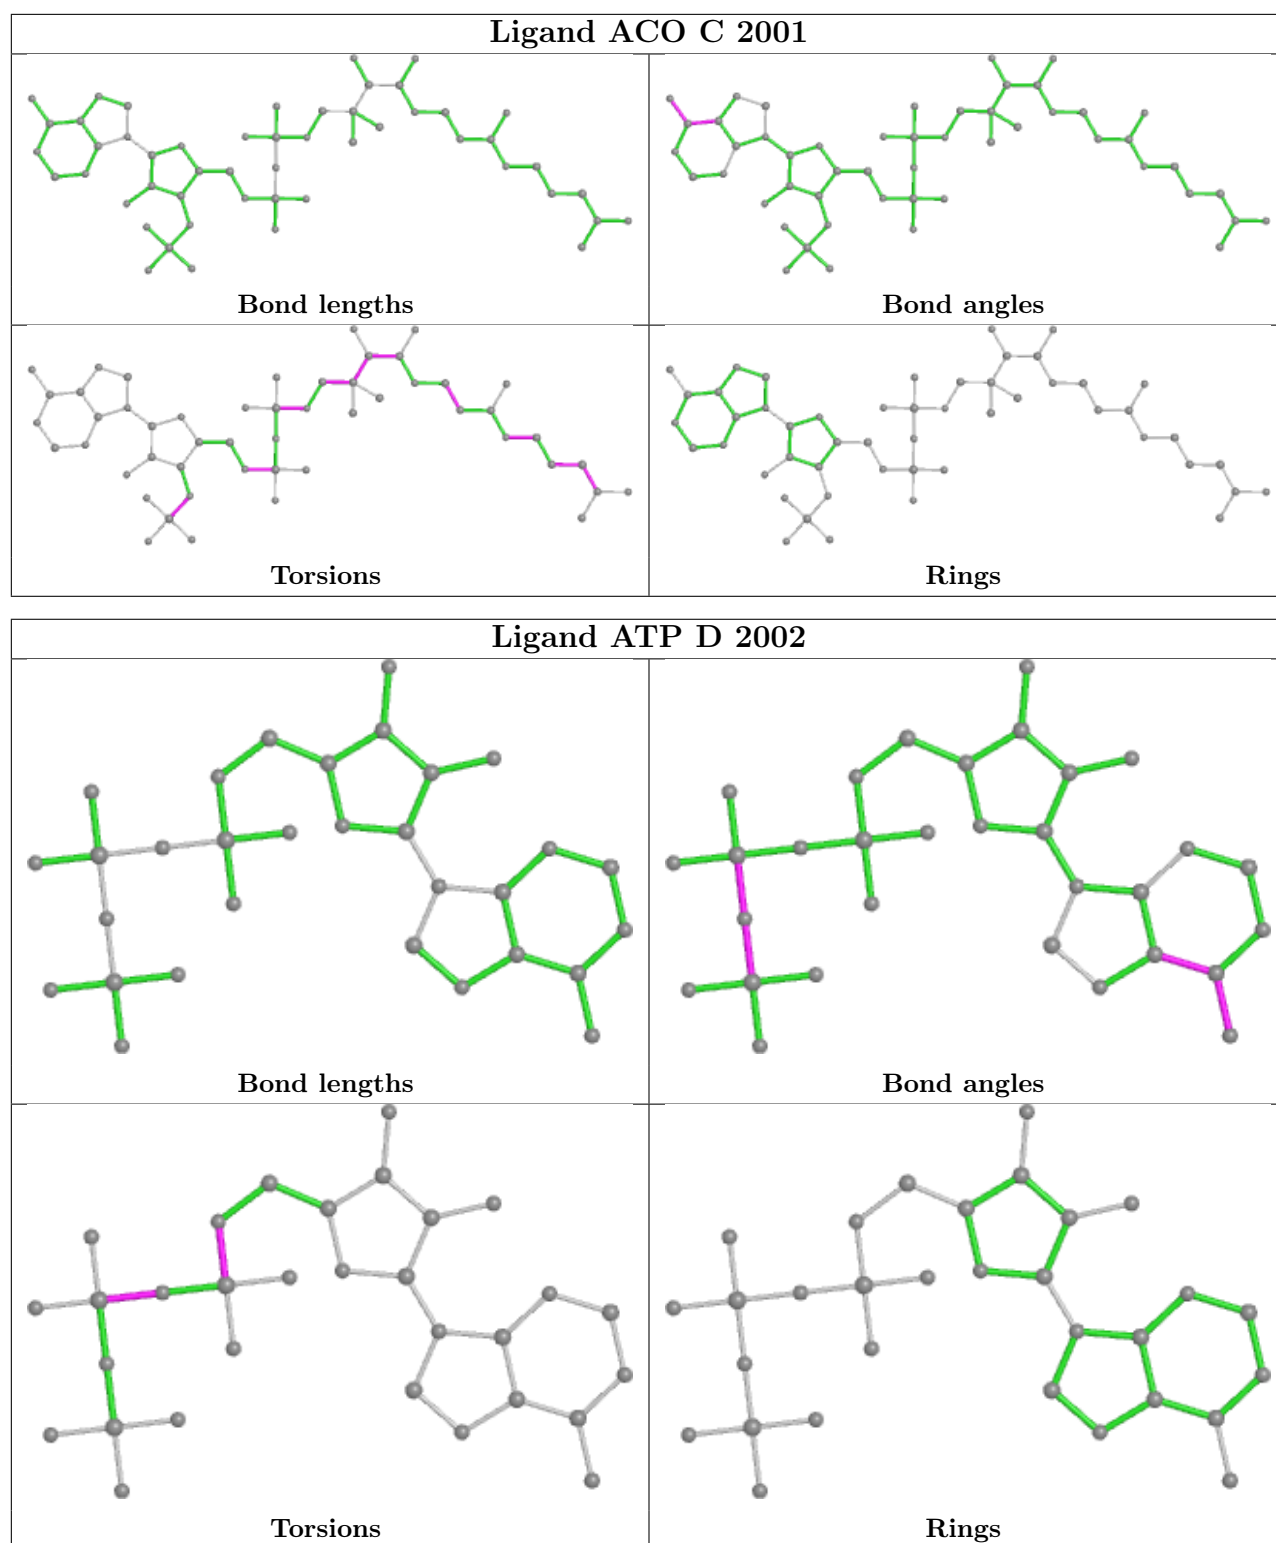 Ligand ACO C 2001
Bond lengths
Bond angles
Torsions
Rings
Ligand ATP D 2002
Bond lengths
Bond angles
Torsions
Rings